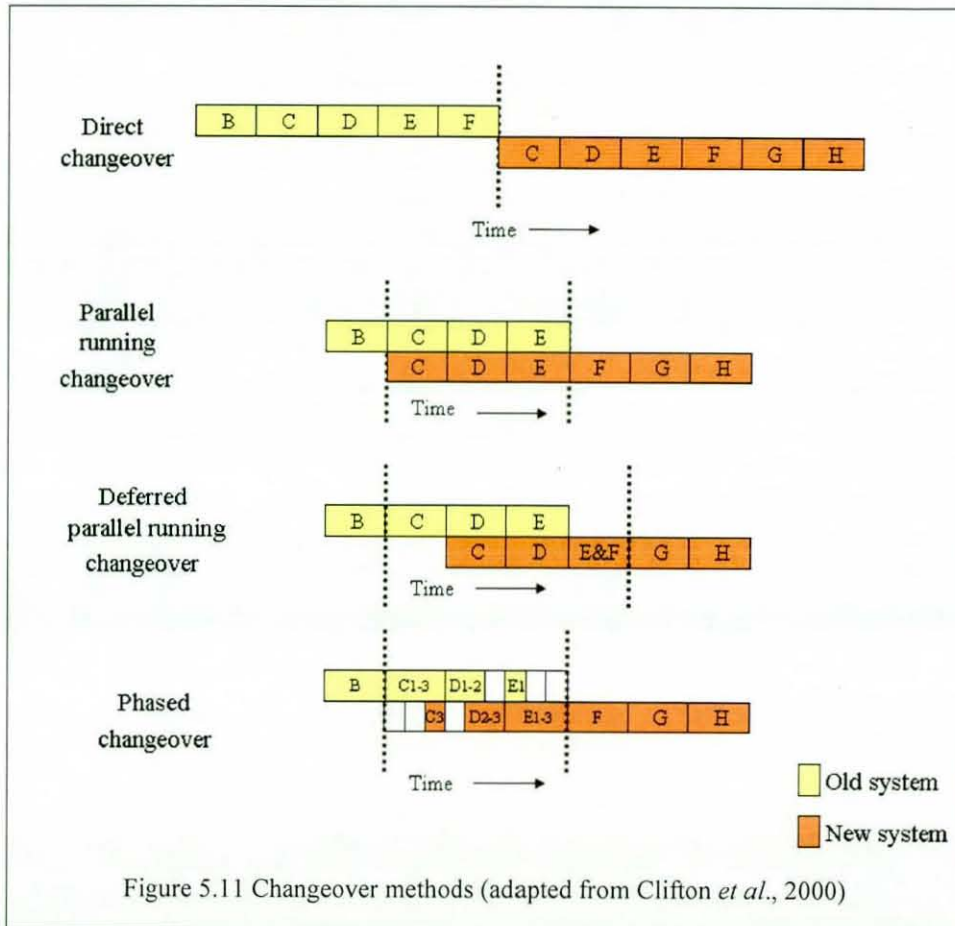 B C D E F
Direct
changeover
C D E F G H
Time
Parallel
running
changeover
B C D E
C D E F G H
Time
Deferred
parallel running
changeover
B C D E
C D E&F G H
Time
Phased
changeover
B C1-3 D1-2 E1
C3 D2-3 E1-3 F G H
Time
Old system
New system
Figure 5.11 Changeover methods (adapted from Clifton et al., 2000)